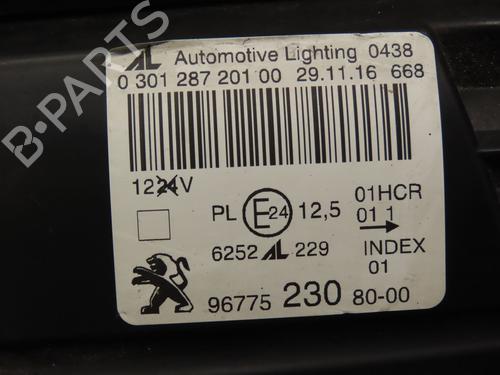 AL Automotive Lighting 0438
0 301 287 201 00 29.11.16 668
1224V
PL E24 12,5 01HCR
01 1
6252 AL 229 INDEX
01
96775 230 80-00
B-PARTS